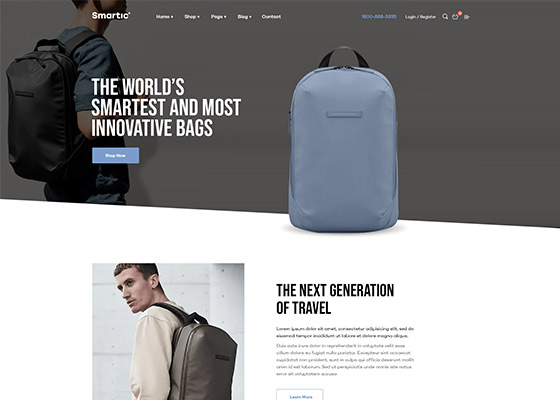 Smartic
Home Shop Page Blog Contact 1800-888-3355 Login / Register
THE WORLD'S
SMARTEST AND MOST
INNOVATIVE BAGS
Shop Now
THE NEXT GENERATION
OF TRAVEL
Lorem ipsum dolor sit amet, consectetur adipiscing elit, sed do
eiusmod tempor incididunt ut labore et dolore magna aliqua.
Duis aute irure dolor in reprehenderit in voluptate velit esse
cillum dolore eu fugiat nulla pariatur. Excepteur sint occaecat
cupidatat non proident, sunt in culpa qui officia deserunt mollit
anim id est laborum. Sed ut perspiciatis unde omnis iste natus
error sit voluptatem accusan
Learn More